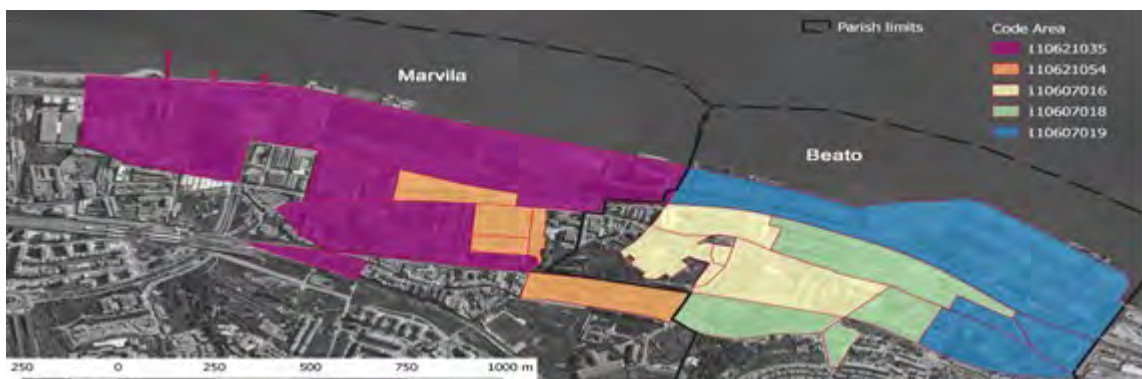 Parish limits
Code Area
110621035
110621054
110607016
110607018
110607019
Marvila
Beato
250 0 250 500 750 1000 m